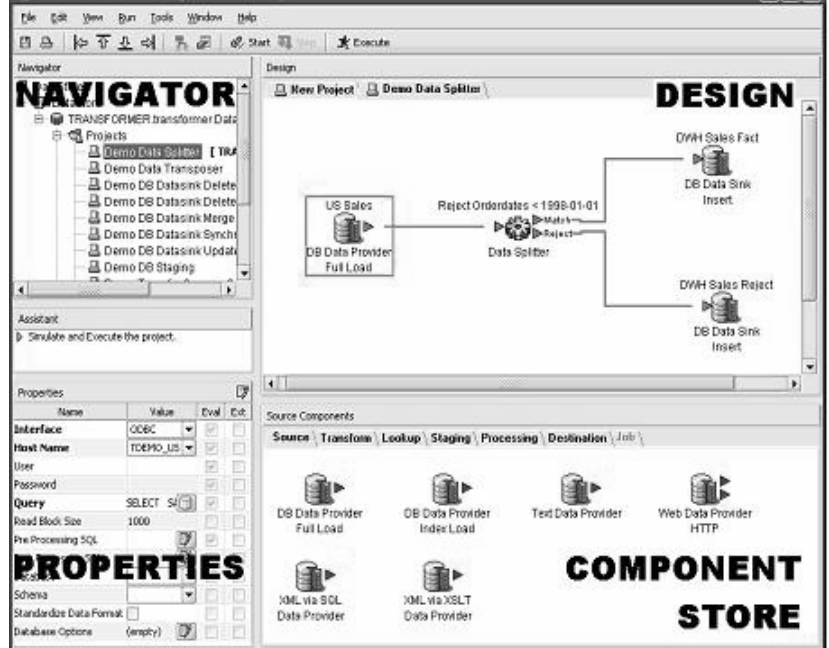 File Edit View Run Tools Window Help
Start Step Execute
Navigator
NAVIGATOR
TRANSFORMER.transformer.Data
Projects
Demo Data Splitter [ TRA
Demo Data Transposer
Demo DB Datasink Delete
Demo DB Datasink Delete
Demo DB Datasink Merge
Demo DB Datasink Synchr
Demo DB Datasink Update
Demo DB Staging
Assistant
Simulate and Execute the project.
Properties
Name Value Eval Ext
Interface ODBC
Host Name TDEMO_US
User
Password
Query SELECT SA
Read Block Size 1000
Pre Processing SQL
PROPERTIES
Schema
Standardize Data Format
Database Options (empty)
Design
New Project Demo Data Splitter
DESIGN
US Sales
DB Data Provider
Full Load
Reject Orderdates < 1998-01-01
Match
Reject
Data Splitter
DWH Sales Fact
DB Data Sink
Insert
DWH Sales Reject
DB Data Sink
Insert
Source Components
Source Transform Lookup Staging Processing Destination Job
DB Data Provider
Full Load
DB Data Provider
Index Load
Text Data Provider
Web Data Provider
HTTP
XML via SQL
Data Provider
XML via XSLT
Data Provider
COMPONENT
STORE